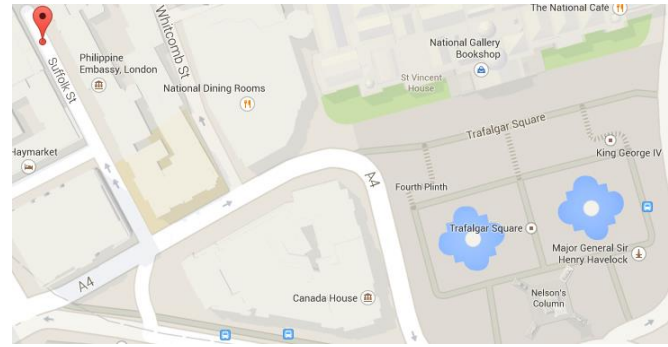 The National Cafe
Whitcomb St
National Gallery
Bookshop
Philippine
Embassy, London
Suffolk St
St Vincent
House
National Dining Rooms
Trafalgar Square
Haymarket
King George IV
A4
Fourth Plinth
Trafalgar Square
Major General Sir
Henry Havelock
A4
Canada House
Nelson's
Column